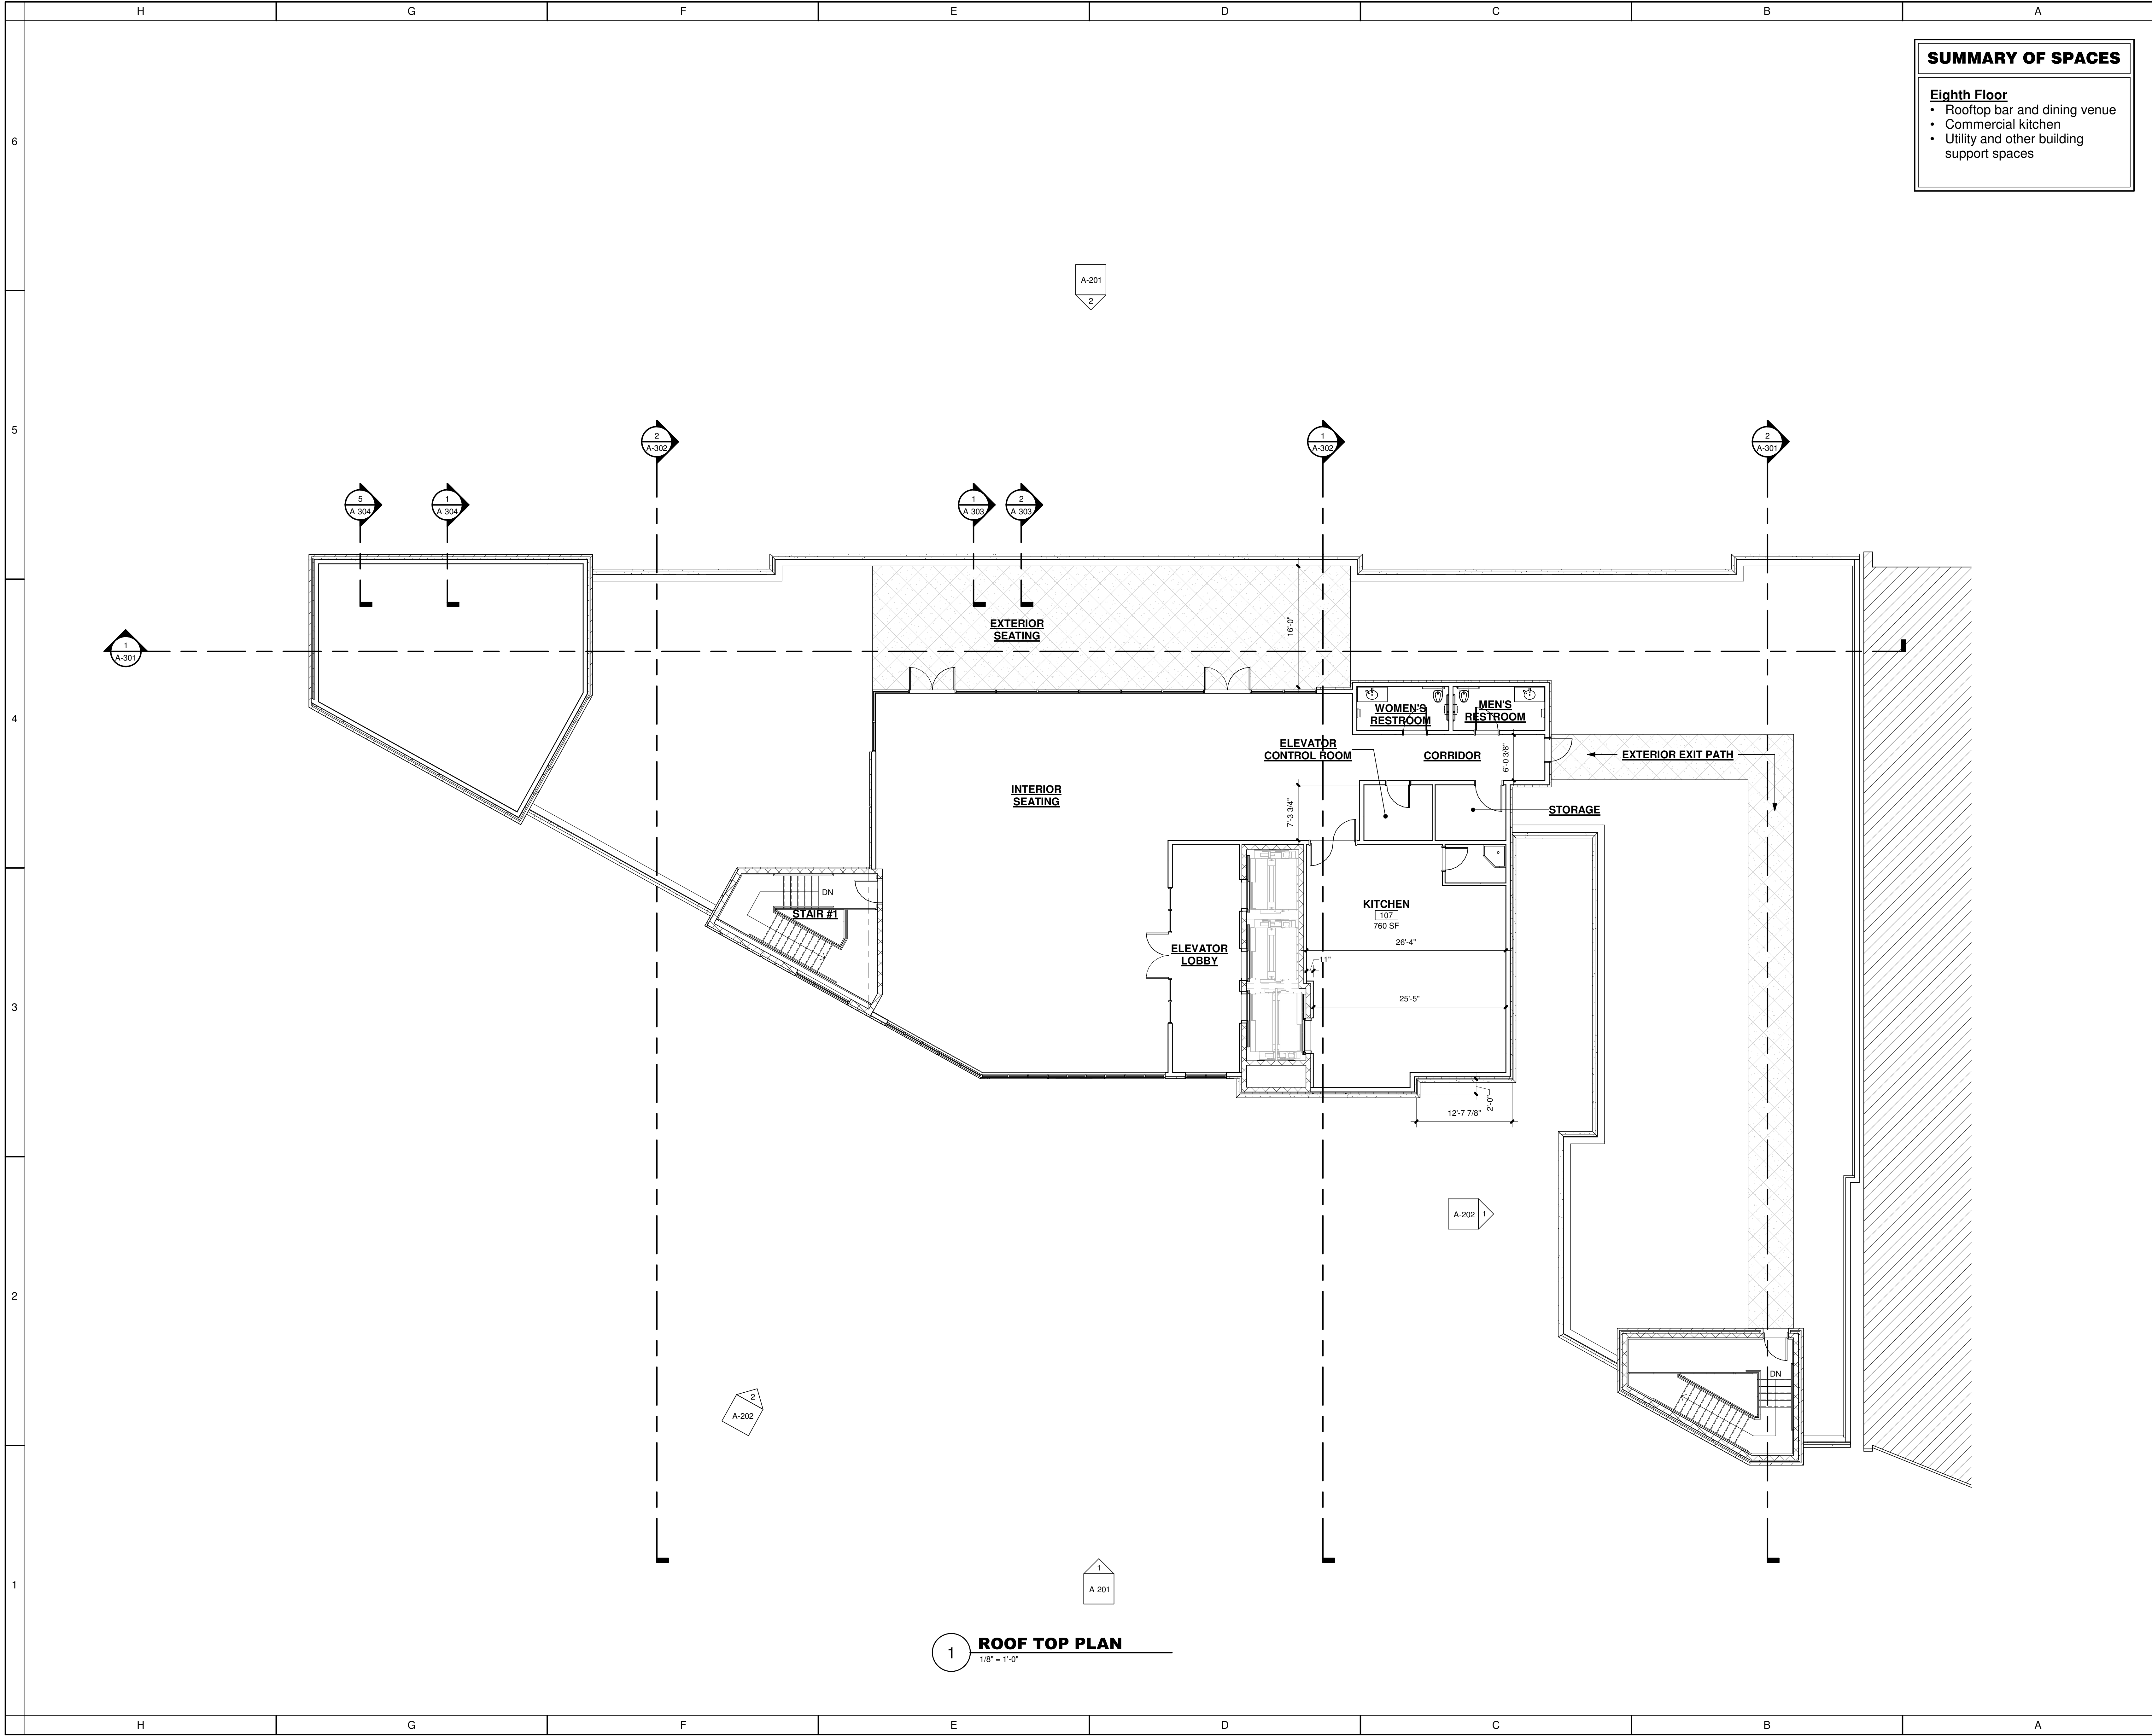 H G F E D C B A
SUMMARY OF SPACES
Eighth Floor
• Rooftop bar and dining venue
• Commercial kitchen
• Utility and other building
support spaces
6
A-201
2
5
2
A-302
1
A-302
2
A-301
5
A-304
1
A-304
1
A-303
2
A-303
EXTERIOR
SEATING
16'-0"
1
A-301
4
WOMEN'S
RESTROOM
MEN'S
RESTROOM
ELEVATOR
CONTROL ROOM
CORRIDOR
6'-0 3/8"
EXTERIOR EXIT PATH
INTERIOR
SEATING
7'-3 3/4"
STORAGE
DN
STAIR #1
KITCHEN
107
760 SF
26'-4"
ELEVATOR
LOBBY
11"
25'-5"
3
12'-7 7/8"
2'-0"
A-202
1
2
DN
2
A-202
1
1
A-201
1
ROOF TOP PLAN
1/8" = 1'-0"
H G F E D C B A